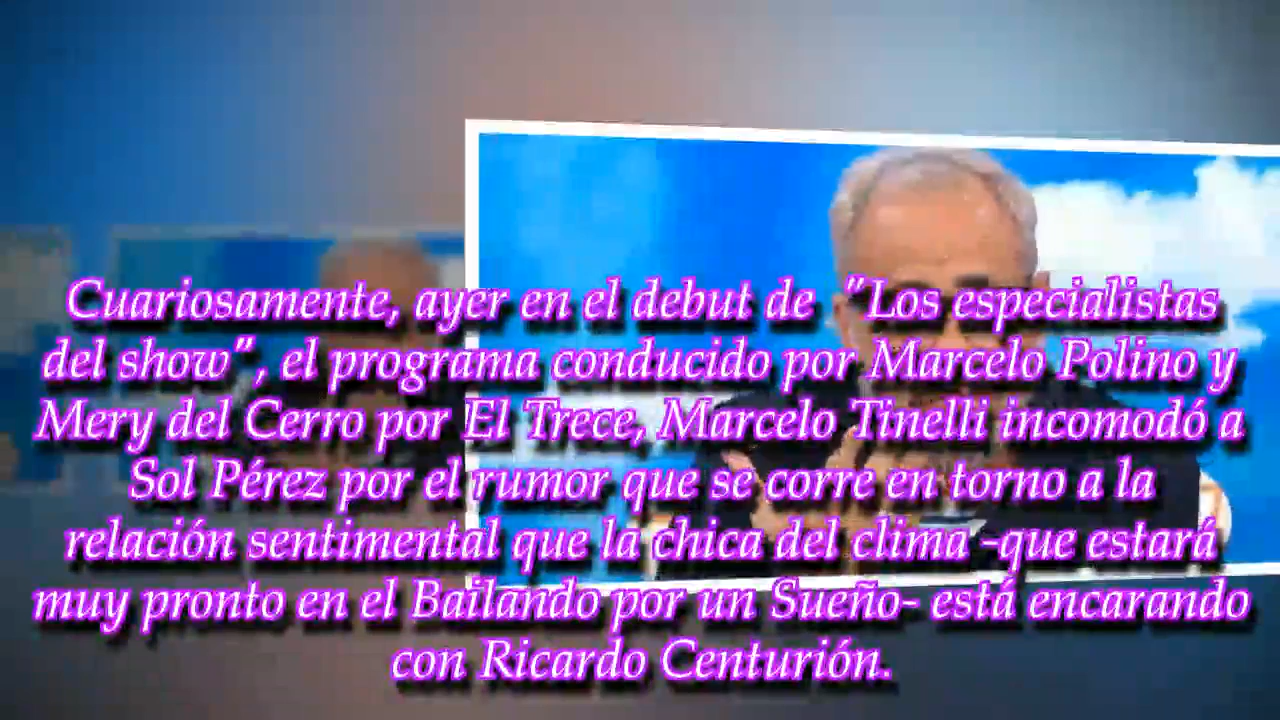 Cuariosamente, ayer en el debut de "Los especialistas
del show", el programa conducido por Marcelo Polino y
Mery del Cerro por El Trece, Marcelo Tinelli incomodó a
Sol Pérez por el rumor que se corre en torno a la
relación sentimental que la chica del clima -que estará
muy pronto en el Bailando por un Sueño- está encarando
con Ricardo Centurión.